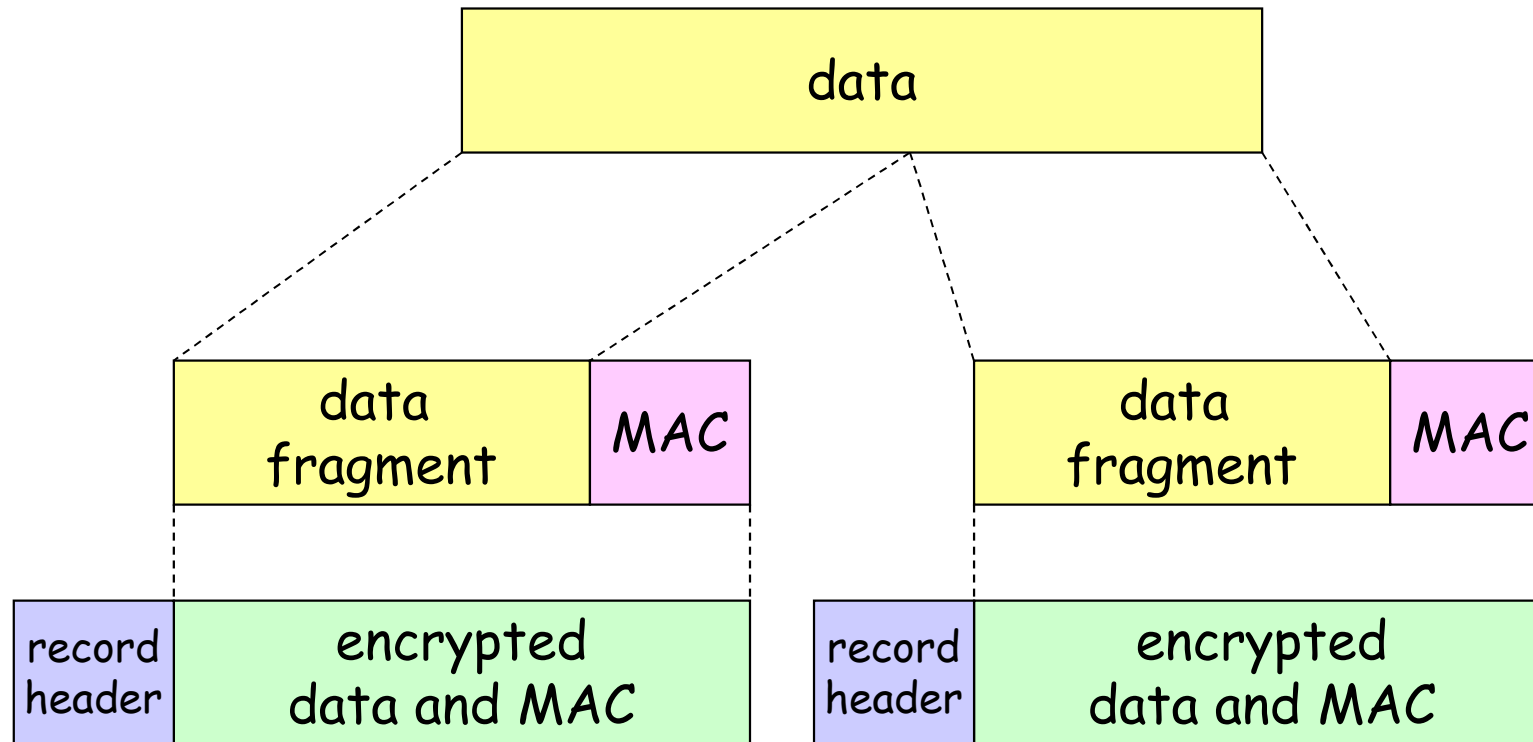 data
data
fragment
MAC
data
fragment
MAC
record
header
encrypted
data and MAC
record
header
encrypted
data and MAC